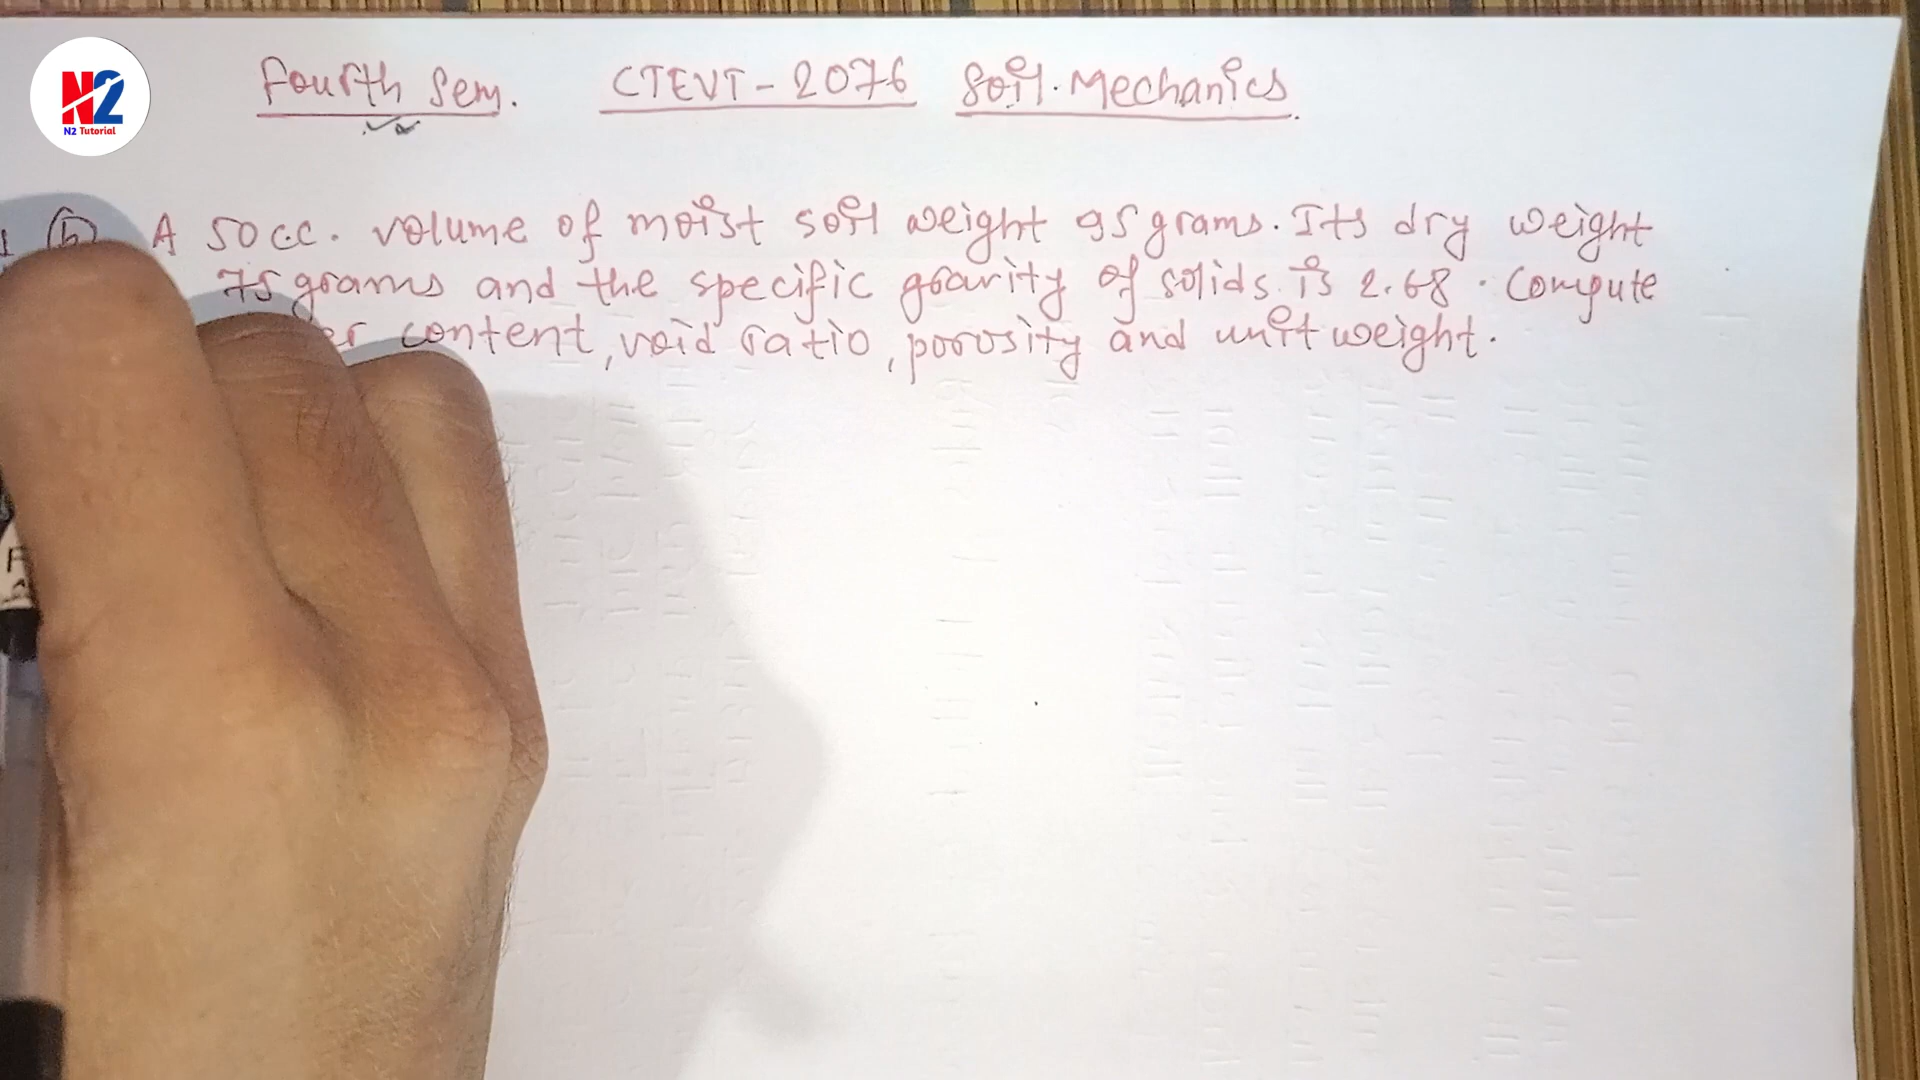 N2
N2 Tutorial
Fourth Sem. CTEVT - 2076 Soil. Mechanics.
1 (b) A 50 c.c. volume of moist soil weight 95 grams. Its dry weight
75 grams and the specific gravity of solids is 2.68. Compute
content, void ratio, porosity and unit weight.